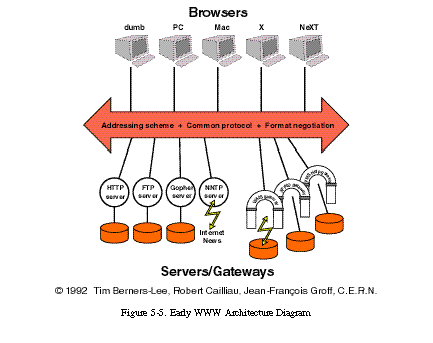 Browsers
dumb PC Mac X NeXT
Addressing scheme + Common protocol + Format negotiation
HTTP server
FTP server
Gopher server
NNTP server
Internet News
Servers/Gateways
© 1992 Tim Berners-Lee, Robert Cailliau, Jean-François Groff, C.E.R.N.
Figure 5-5. Early WWW Architecture Diagram